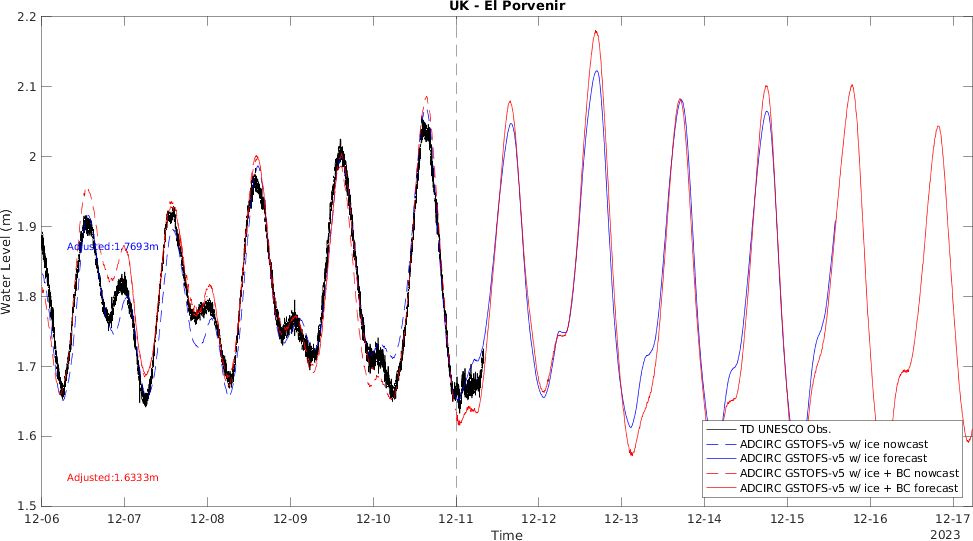 UK - El Porvenir
2.2
2.1
2
1.9
1.8
1.7
1.6
1.5
Water Level (m)
Adjusted:1.7693m
Adjusted:1.6333m
TD UNESCO Obs.
ADCIRC GSTOFS-v5 w/ ice nowcast
ADCIRC GSTOFS-v5 w/ ice forecast
ADCIRC GSTOFS-v5 w/ ice + BC nowcast
ADCIRC GSTOFS-v5 w/ ice + BC forecast
12-06 12-07 12-08 12-09 12-10 12-11 12-12 12-13 12-14 12-15 12-16 12-17
Time
2023